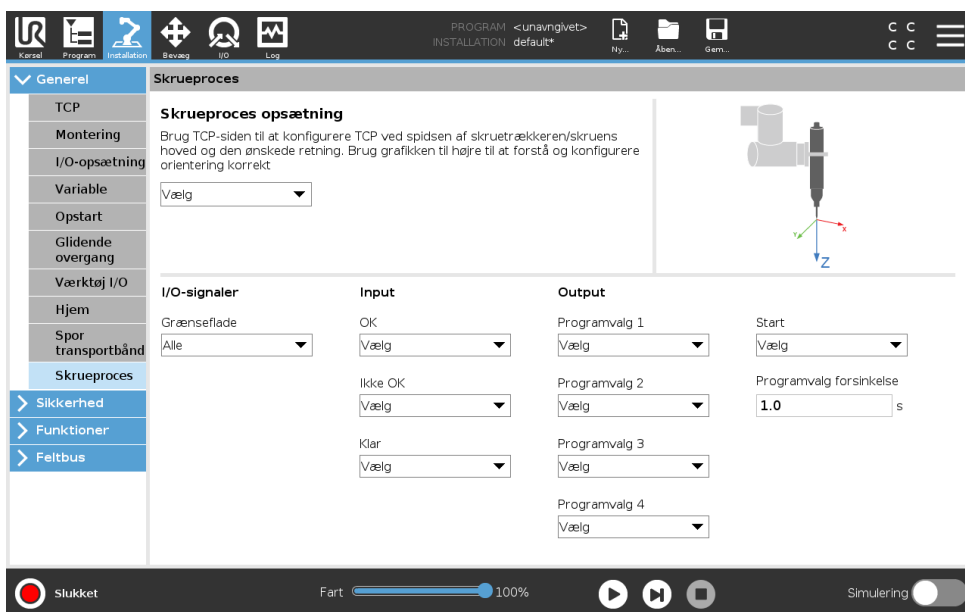 PROGRAM <unavngivet>
INSTALLATION default*
Kørsel
Program
Installation
Bevæg
I/O
Log
Ny...
Åben...
Gem...
C C
C C
Generel
TCP
Montering
I/O-opsætning
Variable
Opstart
Glidende
overgang
Værktøj I/O
Hjem
Spor
transportbånd
Skrueproces
Sikkerhed
Funktioner
Feltbus
Skrueproces
Skrueproces opsætning
Brug TCP-siden til at konfigurere TCP ved spidsen af skruetrækkeren/skruens
hoved og den ønskede retning. Brug grafikken til højre til at forstå og konfigurere
orientering korrekt
Vælg
X
Y
Z
I/O-signaler
Grænseflade
Alle
Input
OK
Vælg
Ikke OK
Vælg
Klar
Vælg
Output
Programvalg 1
Vælg
Programvalg 2
Vælg
Programvalg 3
Vælg
Programvalg 4
Vælg
Start
Vælg
Programvalg forsinkelse
1.0 s
Slukket
Fart 100%
Simulering